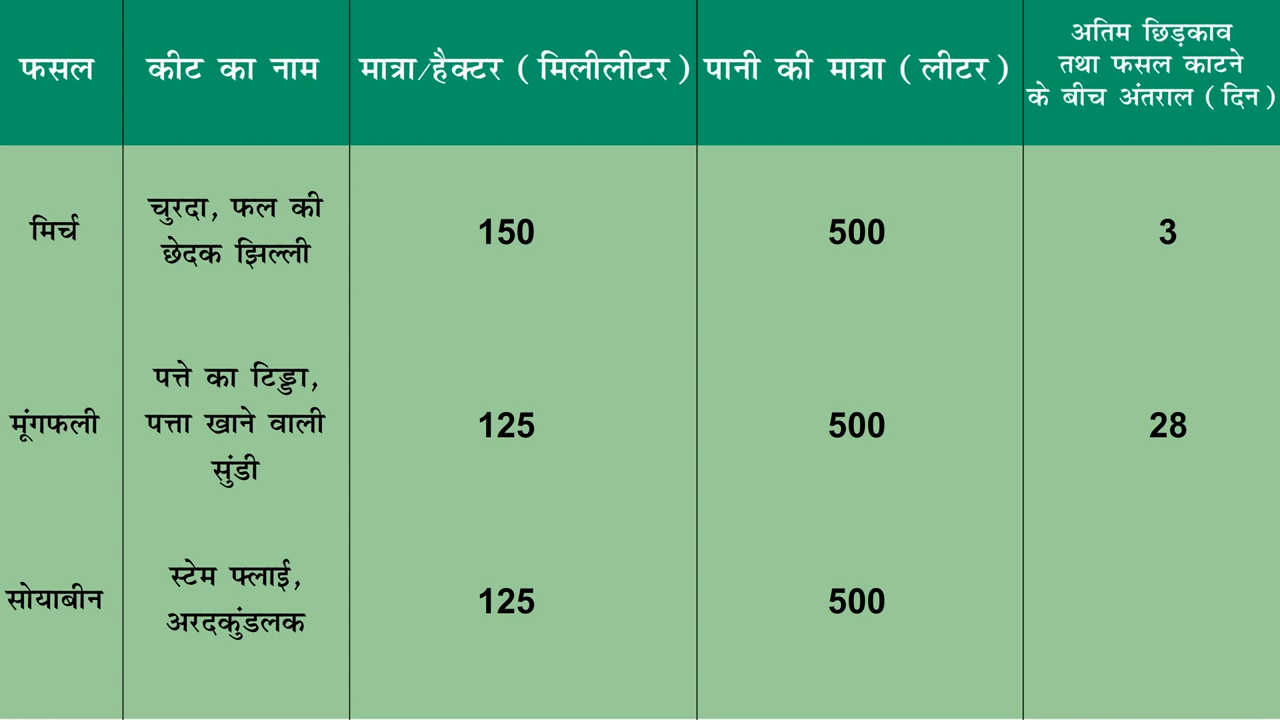 फसल
कीट का नाम
मात्रा/हैक्टर (मिलीलीटर)
पानी की मात्रा (लीटर)
अतिम छिड़काव
तथा फसल काटने
के बीच अंतराल (दिन)
मिर्च
चुरदा, फल की
छेदक झिल्ली
150
500
3
मूंगफली
पत्ते का टिड्डा,
पत्ता खाने वाली
सुंडी
125
500
28
सोयाबीन
स्टेम फ्लाई,
अरदकुंडलक
125
500